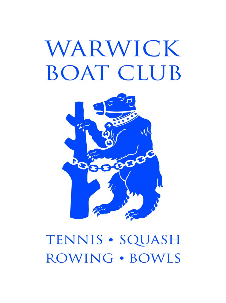 WARWICK
BOAT CLUB
TENNIS • SQUASH
ROWING • BOWLS